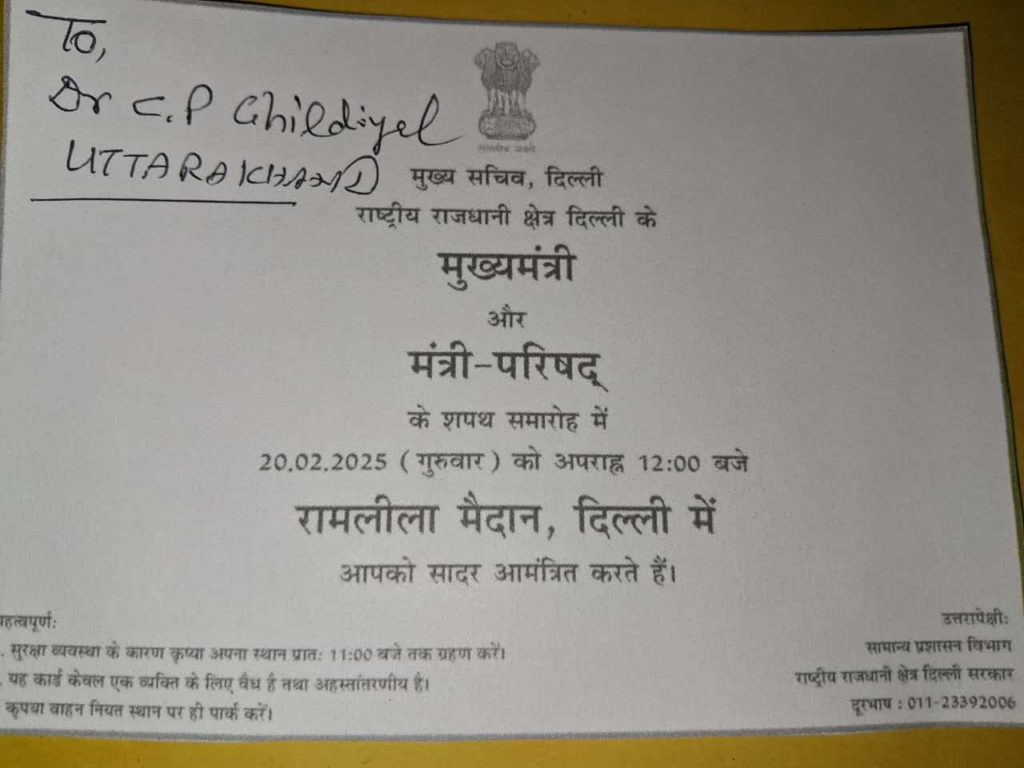 To,
Dr C.P Ghildiyel
UTTARAKHAND
मुख्य सचिव, दिल्ली
राष्ट्रीय राजधानी क्षेत्र दिल्ली के
मुख्यमंत्री
और
मंत्री-परिषद्
के शपथ समारोह में
20.02.2025 (गुरुवार) को अपराह्न 12:00 बजे
रामलीला मैदान, दिल्ली में
आपको सादर आमंत्रित करते हैं।
हत्वपूर्ण:
. सुरक्षा व्यवस्था के कारण कृप्या अपना स्थान प्रातः 11:00 बजे तक ग्रहण करें।
. यह कार्ड केवल एक व्यक्ति के लिए वैध है तथा अहस्तांतरणीय है।
कृपया वाहन नियत स्थान पर ही पार्क करें।
उत्तरापेक्षी:
सामान्य प्रशासन विभाग
राष्ट्रीय राजधानी क्षेत्र दिल्ली सरकार
दूरभाष : 011-23392006